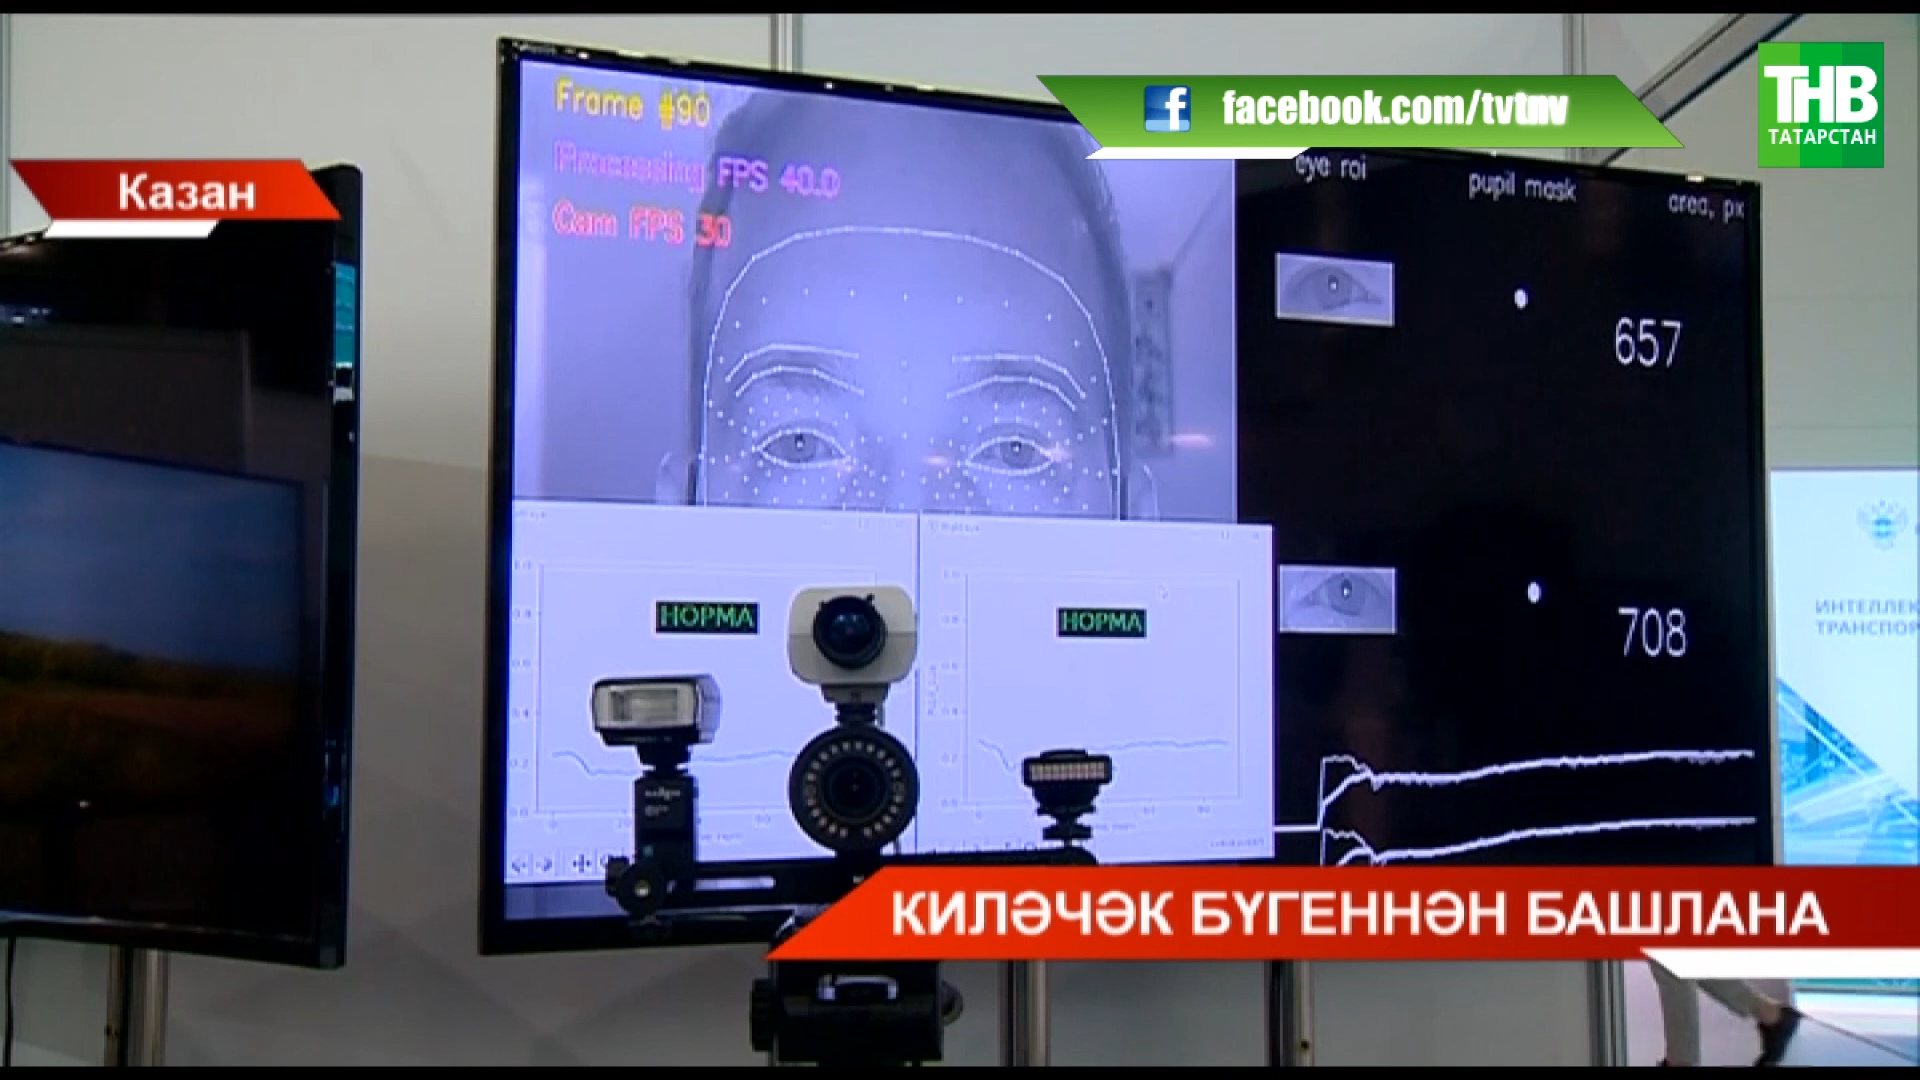 facebook.com/tvtnv
ТНВ
ТАТАРСТАН
Казан
Frame #90
Processing FPS 40.0
Cam FPS 30
eye roi
pupil mask
area, px
657
НОРМА
НОРМА
708
ИНТЕЛЛЕК
ТРАНСПОР
КИЛӘЧӘК БҮГЕННӘН БАШЛАНА